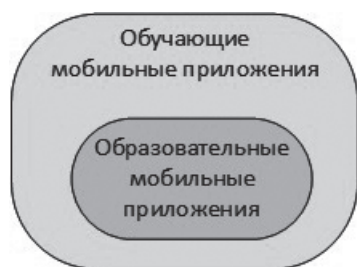 Обучающие
мобильные приложения
Образовательные
мобильные
приложения